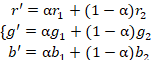 r′ = αr₁ + (1 − α)r₂
{g′ = αg₁ + (1 − α)g₂
b′ = αb₁ + (1 − α)b₂